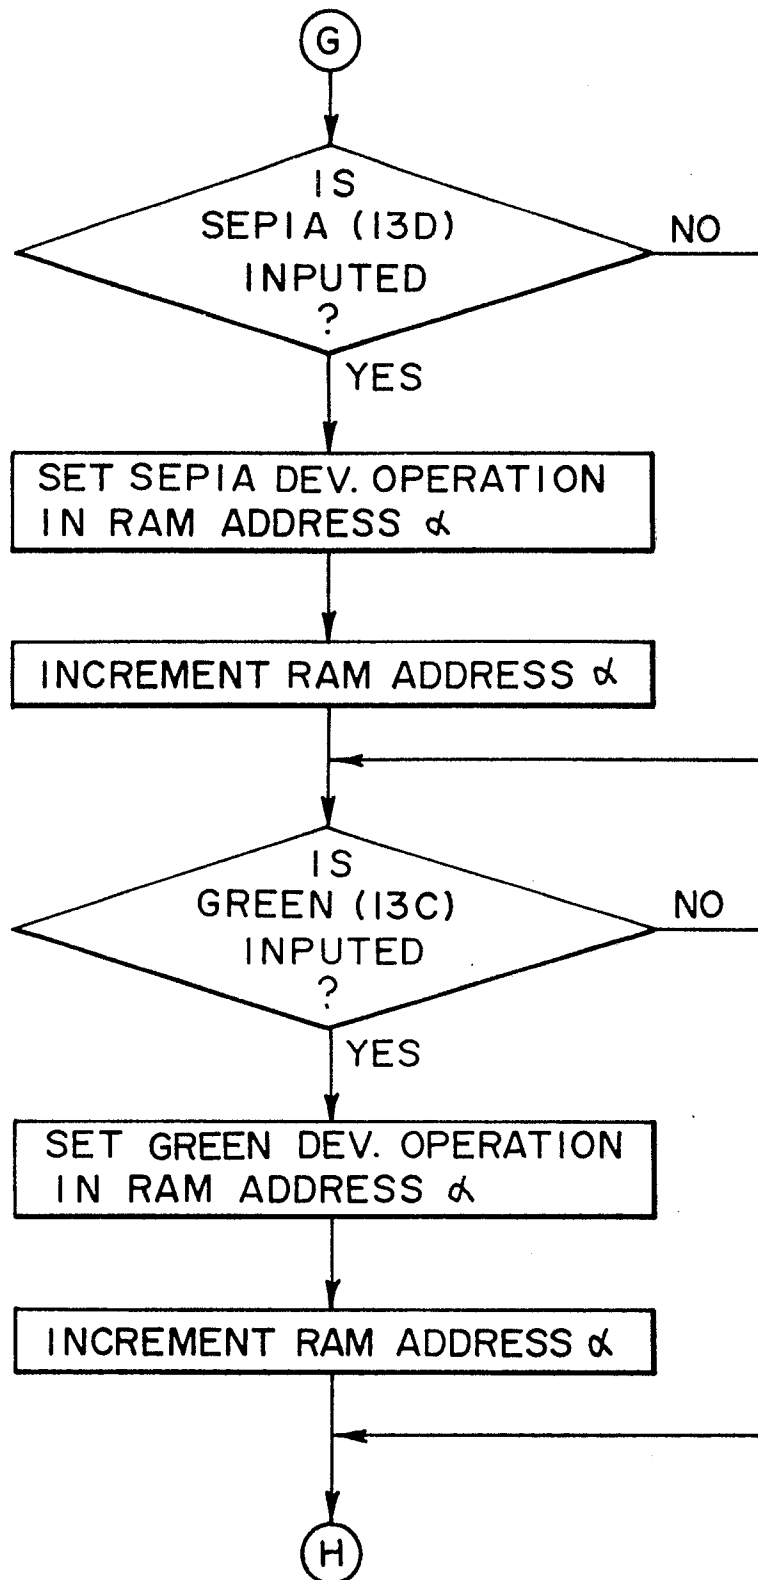 G
IS
SEPIA (13D)
INPUTED
?
NO
YES
SET SEPIA DEV. OPERATION
IN RAM ADDRESS α
INCREMENT RAM ADDRESS α
IS
GREEN (13C)
INPUTED
?
NO
YES
SET GREEN DEV. OPERATION
IN RAM ADDRESS α
INCREMENT RAM ADDRESS α
H